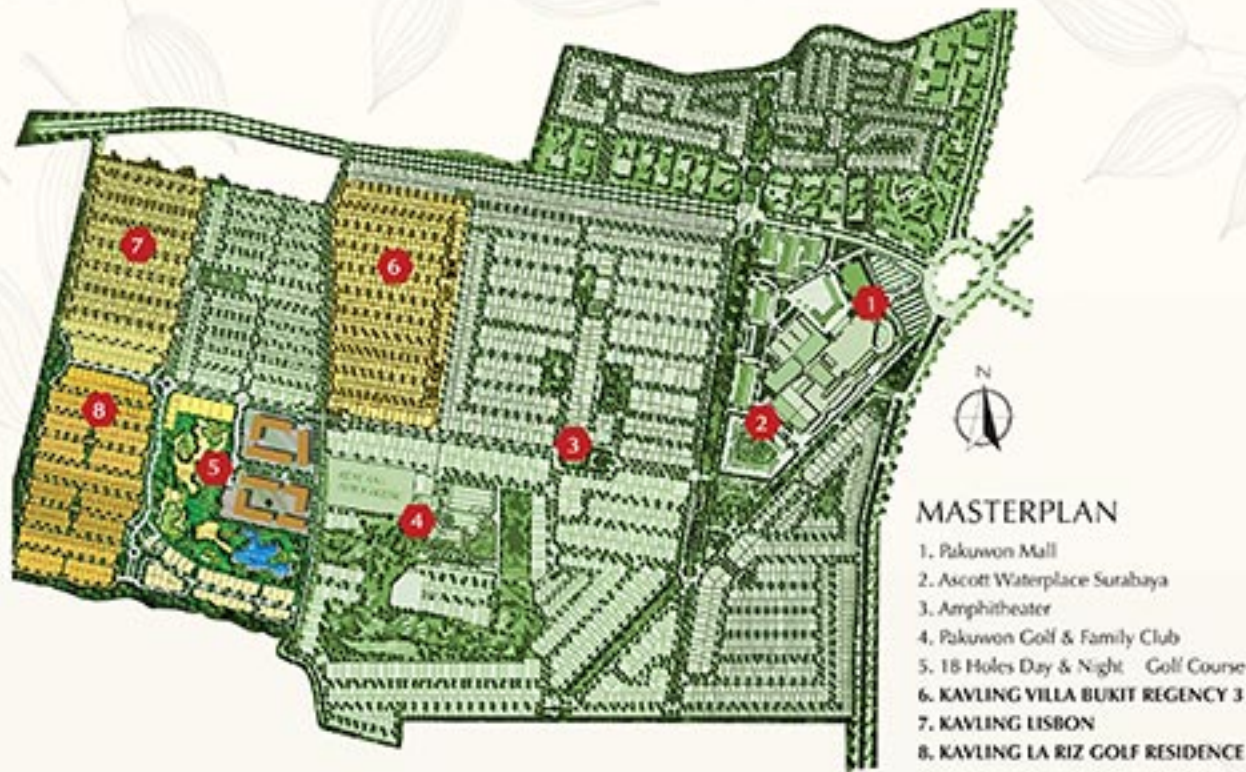 7
6
1
8
2
3
5
4
N
MASTERPLAN
1. Pakuwon Mall
2. Ascott Waterplace Surabaya
3. Amphitheater
4. Pakuwon Golf & Family Club
5. 18 Holes Day & Night Golf Course
6. KAVLING VILLA BUKIT REGENCY 3
7. KAVLING LISBON
8. KAVLING LA RIZ GOLF RESIDENCE